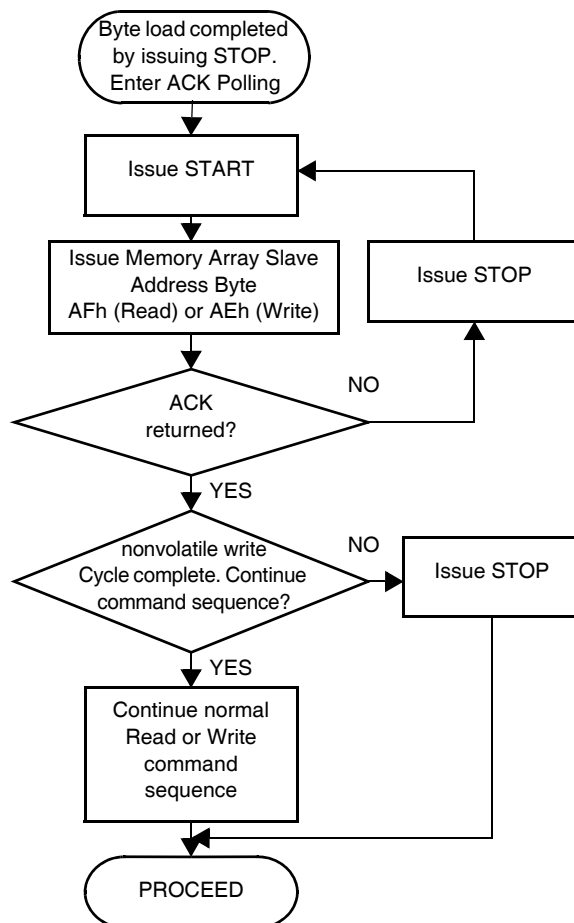 Byte load completed
by issuing STOP.
Enter ACK Polling
Issue START
Issue Memory Array Slave
Address Byte
AFh (Read) or AEh (Write)
Issue STOP
ACK
returned?
NO
YES
nonvolatile write
Cycle complete. Continue
command sequence?
NO
Issue STOP
YES
Continue normal
Read or Write
command
sequence
PROCEED